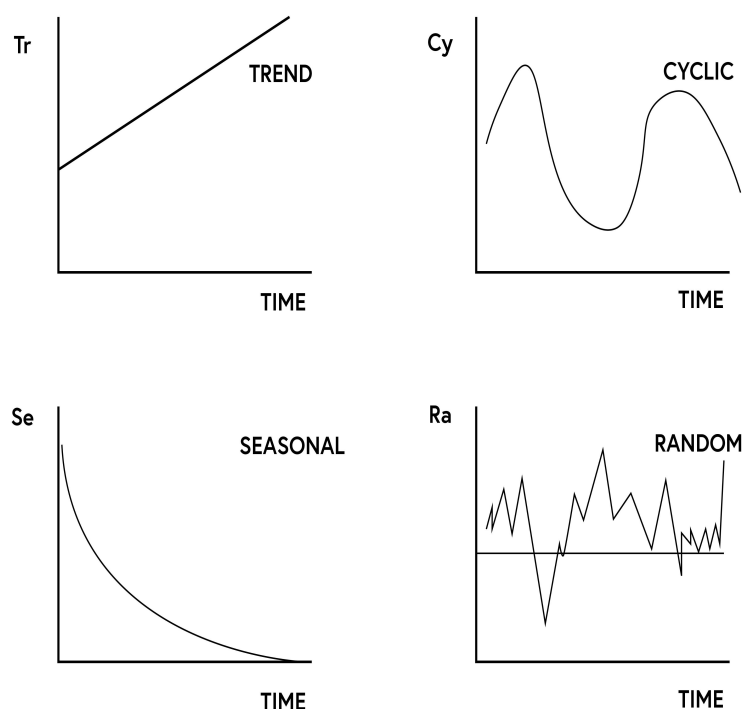 Tr
TREND
TIME
Cy
CYCLIC
TIME
Se
SEASONAL
TIME
Ra
RANDOM
TIME